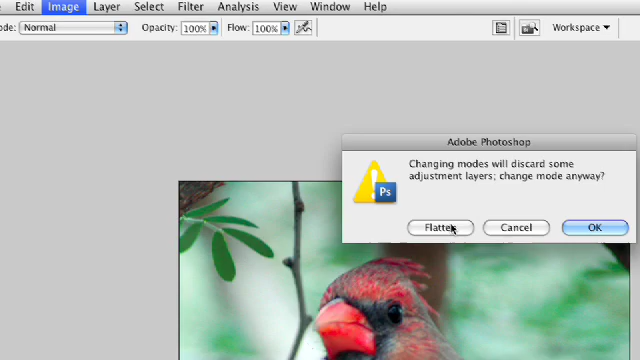 Edit Image Layer Select Filter Analysis View Window Help
ode: Normal Opacity: 100% Flow: 100% Workspace
Adobe Photoshop
Changing modes will discard some
adjustment layers; change mode anyway?
Ps
Flatten Cancel OK